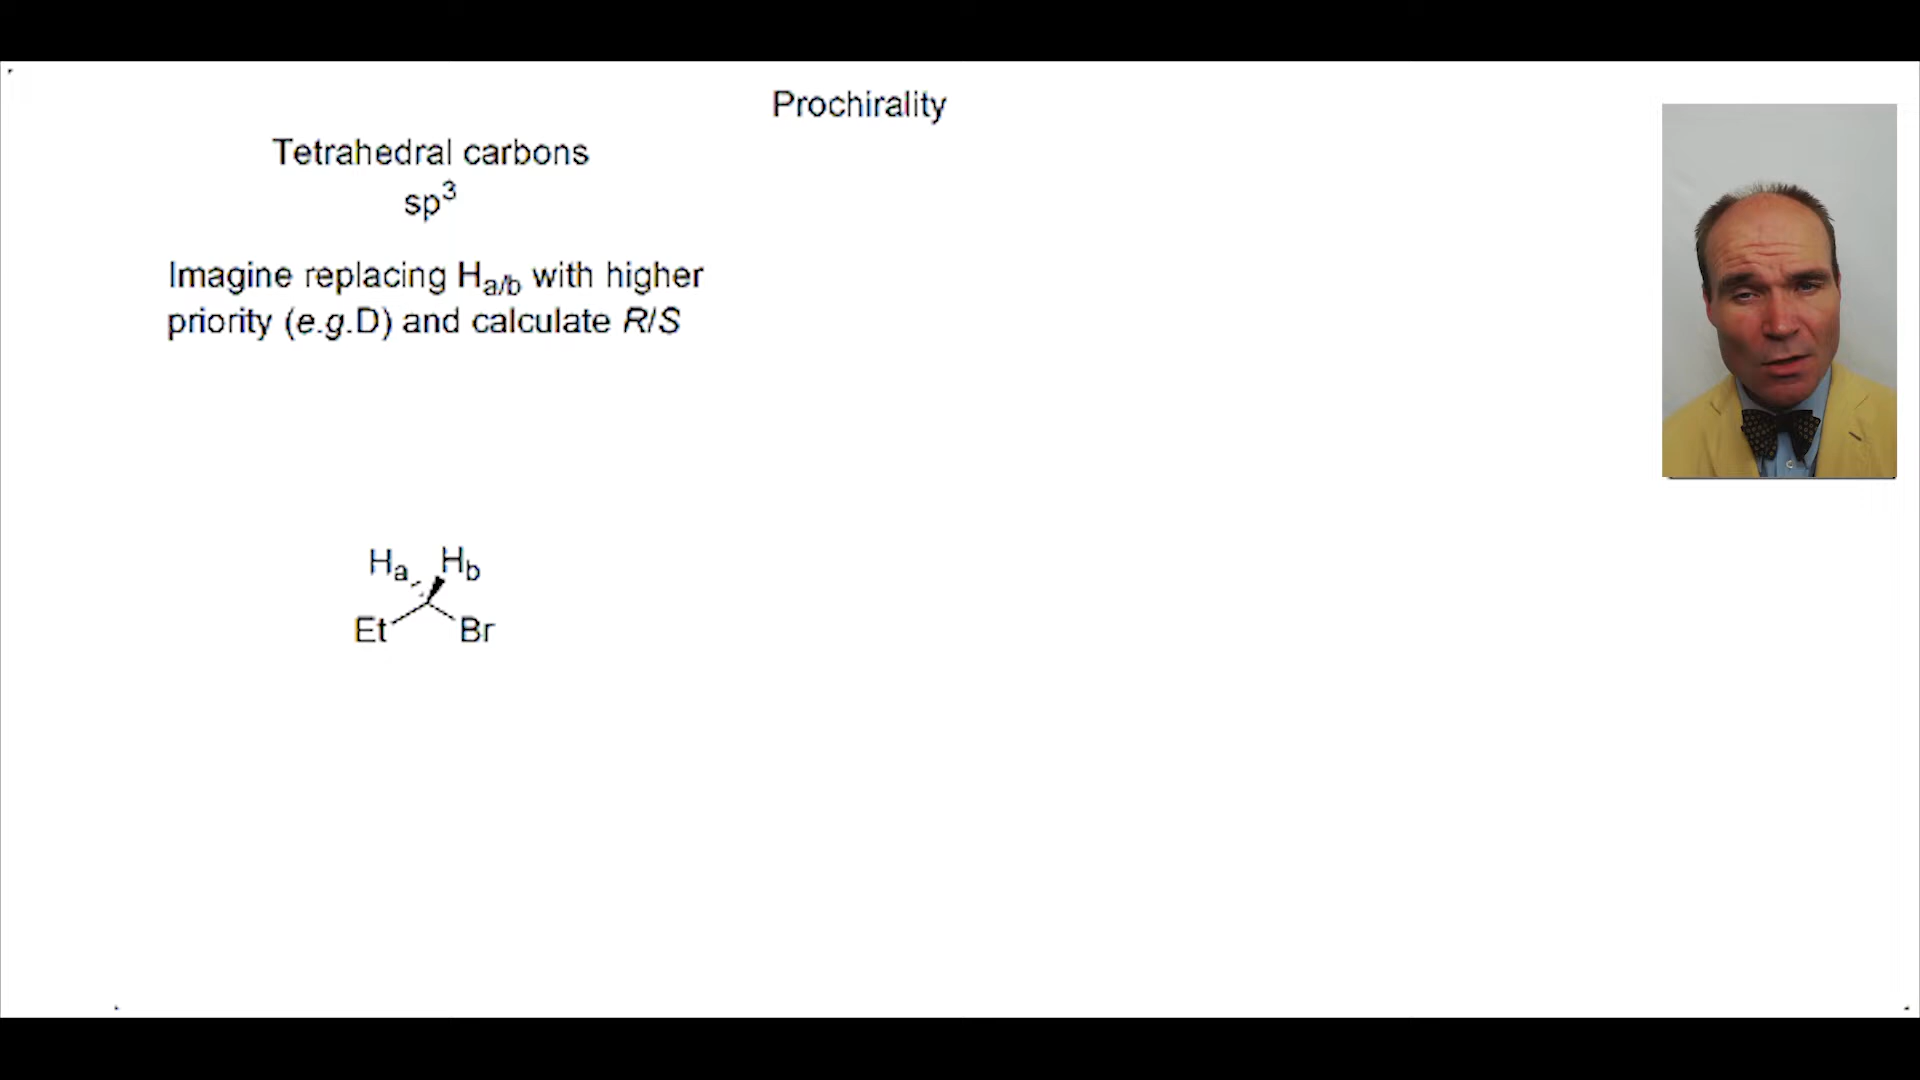 Prochirality
Tetrahedral carbons
sp³
Imagine replacing Hₐ/b with higher
priority (e.g.D) and calculate R/S
Ha Hb
Et Br